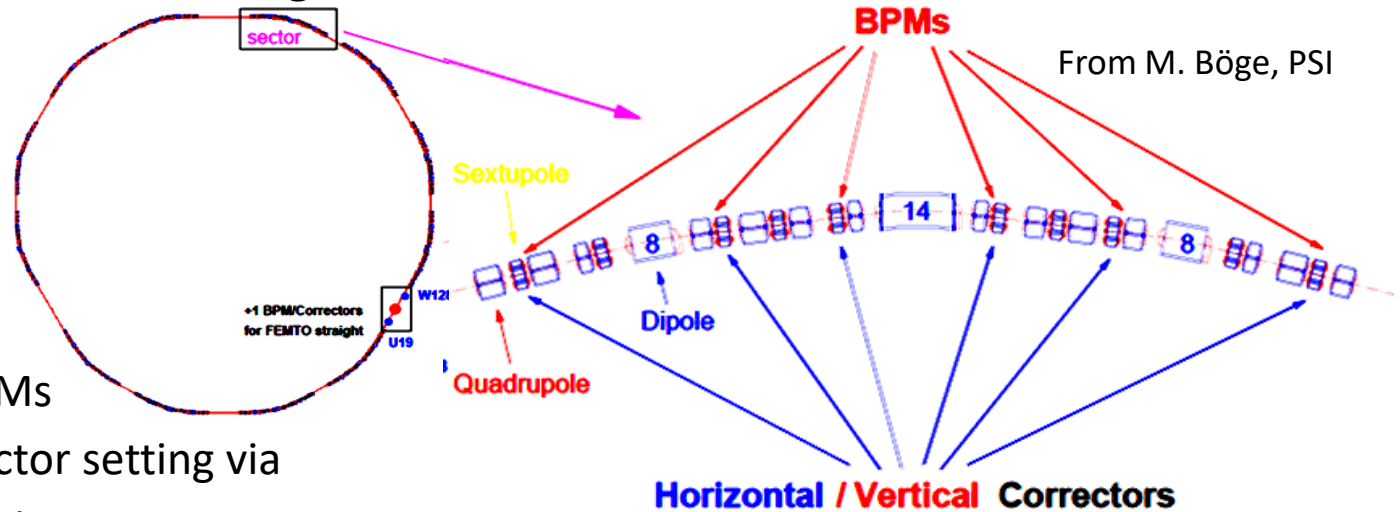 sector
BPMs
From M. Böge, PSI
Sextupole
14
8
8
Dipole
Quadrupole
+1 BPM/Correctors
for FEMTO straight
U19
Ms
ctor setting via
Horizontal / Vertical Correctors